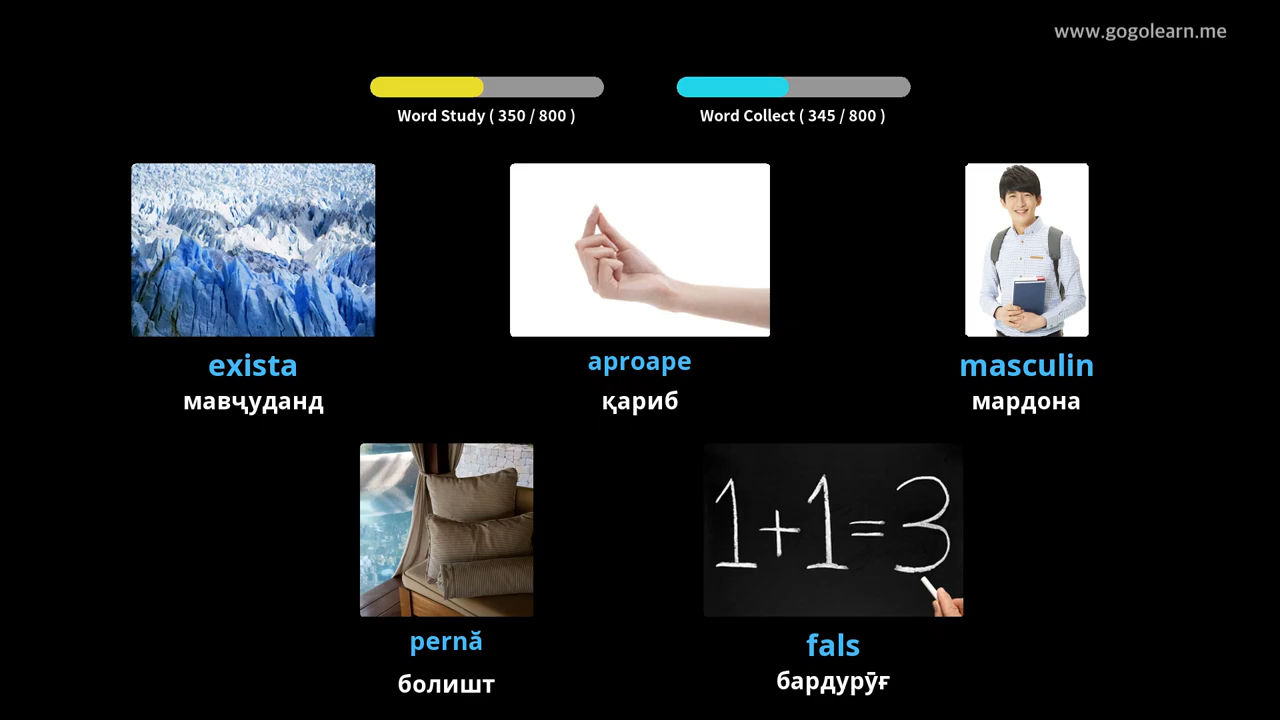 www.gogolearn.me
Word Study ( 350 / 800 )
Word Collect ( 345 / 800 )
exista
мавҷуданд
aproape
қариб
masculin
мардона
1+1=3
pernă
болишт
fals
бардурӯғ